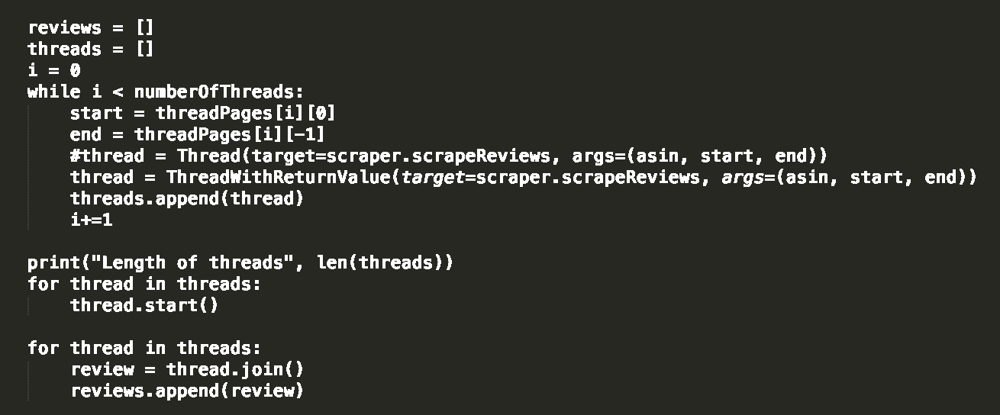 reviews = []
threads = []
i = 0
while i < numberOfThreads:
    start = threadPages[i][0]
    end = threadPages[i][-1]
    #thread = Thread(target=scraper.scrapeReviews, args=(asin, start, end))
    thread = ThreadWithReturnValue(target=scraper.scrapeReviews, args=(asin, start, end))
    threads.append(thread)
    i+=1

print("Length of threads", len(threads))
for thread in threads:
    thread.start()

for thread in threads:
    review = thread.join()
    reviews.append(review)